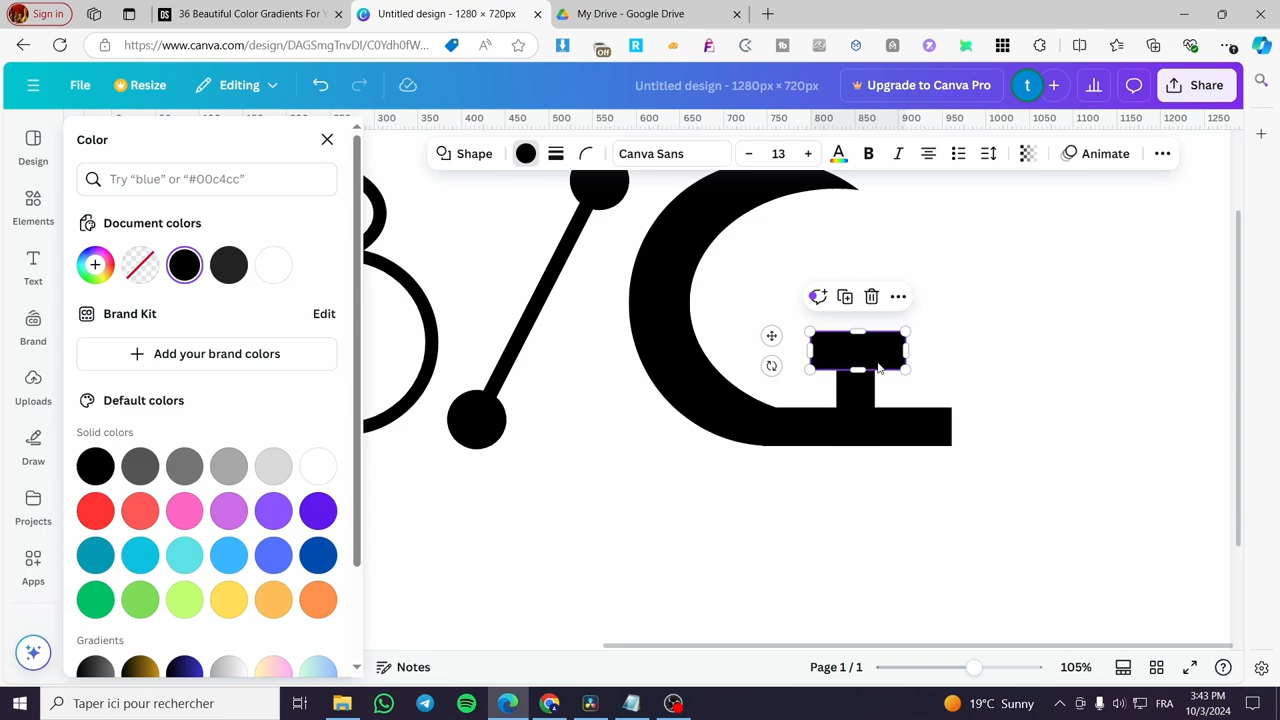 Sign in
36 Beautiful Color Gradients For Y
Untitled design - 1280 × 720px
My Drive - Google Drive
https://www.canva.com/design/DAGSmgTnvDI/C0Ydh0fW...
Off
File
Resize
Editing
Untitled design - 1280px × 720px
Upgrade to Canva Pro
t
Share
300 350 400 450 500 550 600 650 700 750 800 850 900 950 1000 1050 1100 1150 1200 1250
Design
Elements
Text
Brand
Uploads
Draw
Projects
Apps
Color
Try “blue” or “#00c4cc”
Document colors
Brand Kit
Edit
Add your brand colors
Default colors
Solid colors
Gradients
Shape
Canva Sans
13
A
B
I
Animate
Notes
Page 1 / 1
105%
Taper ici pour rechercher
19°C Sunny
FRA
3:43 PM
10/3/2024